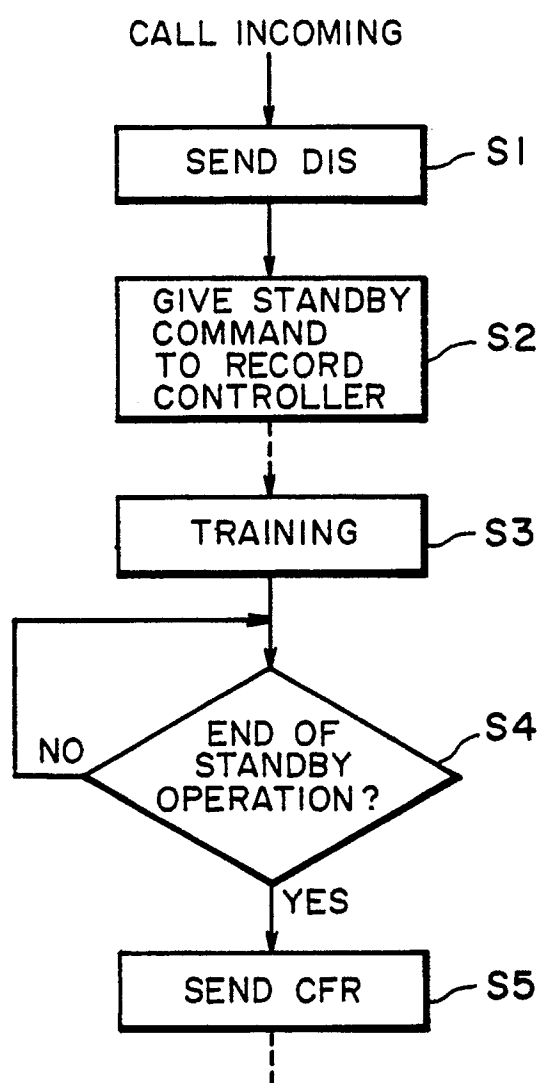 CALL INCOMING
SEND DIS
S1
GIVE STANDBY
COMMAND
TO RECORD
CONTROLLER
S2
TRAINING
S3
END OF
STANDBY
OPERATION?
S4
NO
YES
SEND CFR
S5